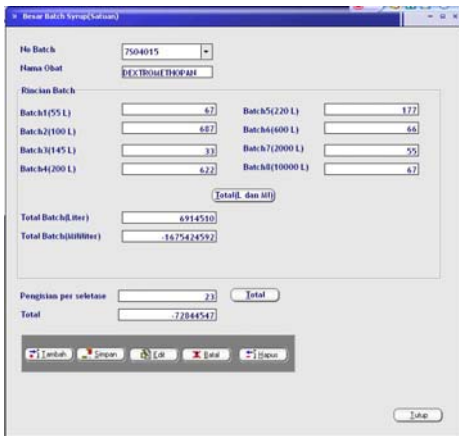 Besar Batch Syrup(Satuan)
No Batch 7S04015
Nama Obat DEXTROMETHOPAN
Rincian Batch
Batch1(55 L) 67 Batch5(220 L) 177
Batch2(100 L) 687 Batch6(600 L) 66
Batch3(145 L) 33 Batch7(2000 L) 55
Batch4(200 L) 622 Batch8(10000 L) 67
Total(L dan Ml)
Total Batch(Liter) 6914510
Total Batch(Mililiter) -1675424592
Pengisian per seletase 23 Total
Total -72844547
Tambah Simpan Edit Batal Hapus
Tutup